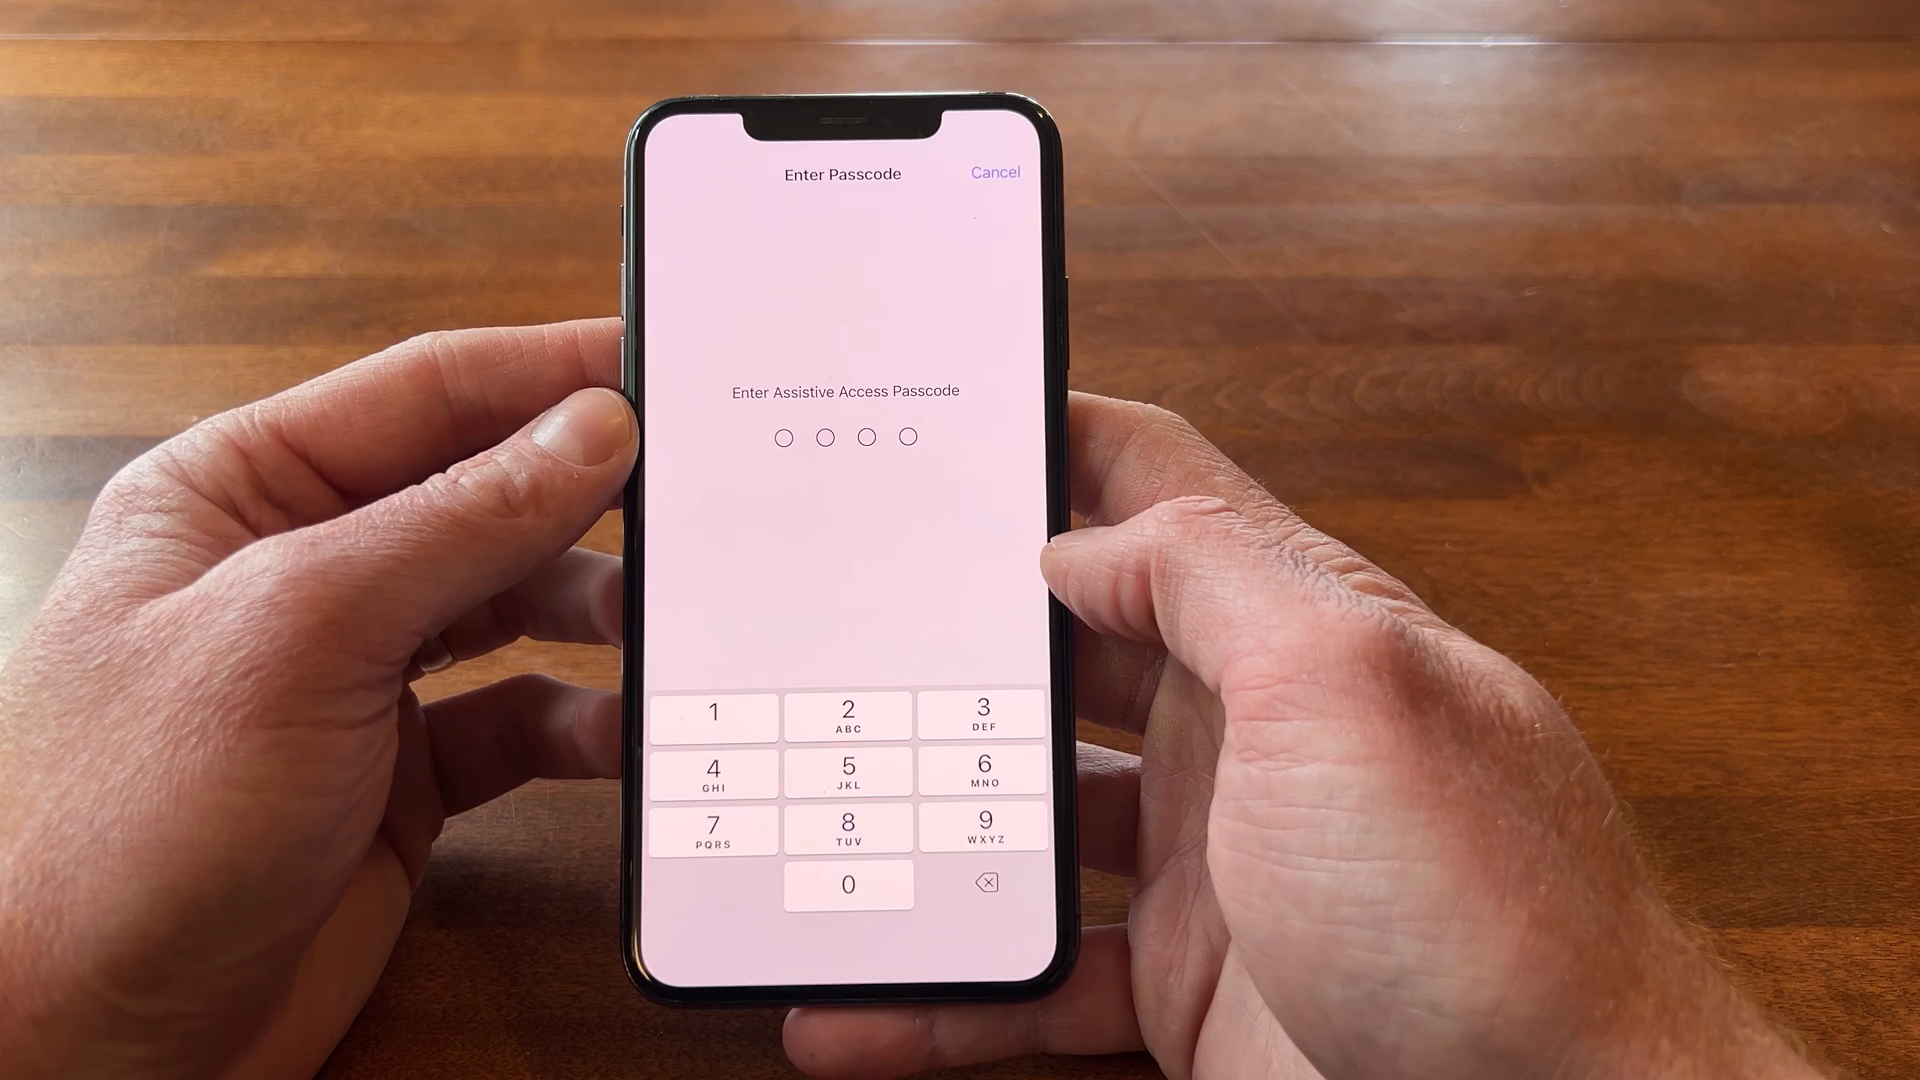 Enter Passcode
Cancel
Enter Assistive Access Passcode
1
2
ABC
3
DEF
4
GHI
5
JKL
6
MNO
7
PQRS
8
TUV
9
WXYZ
0